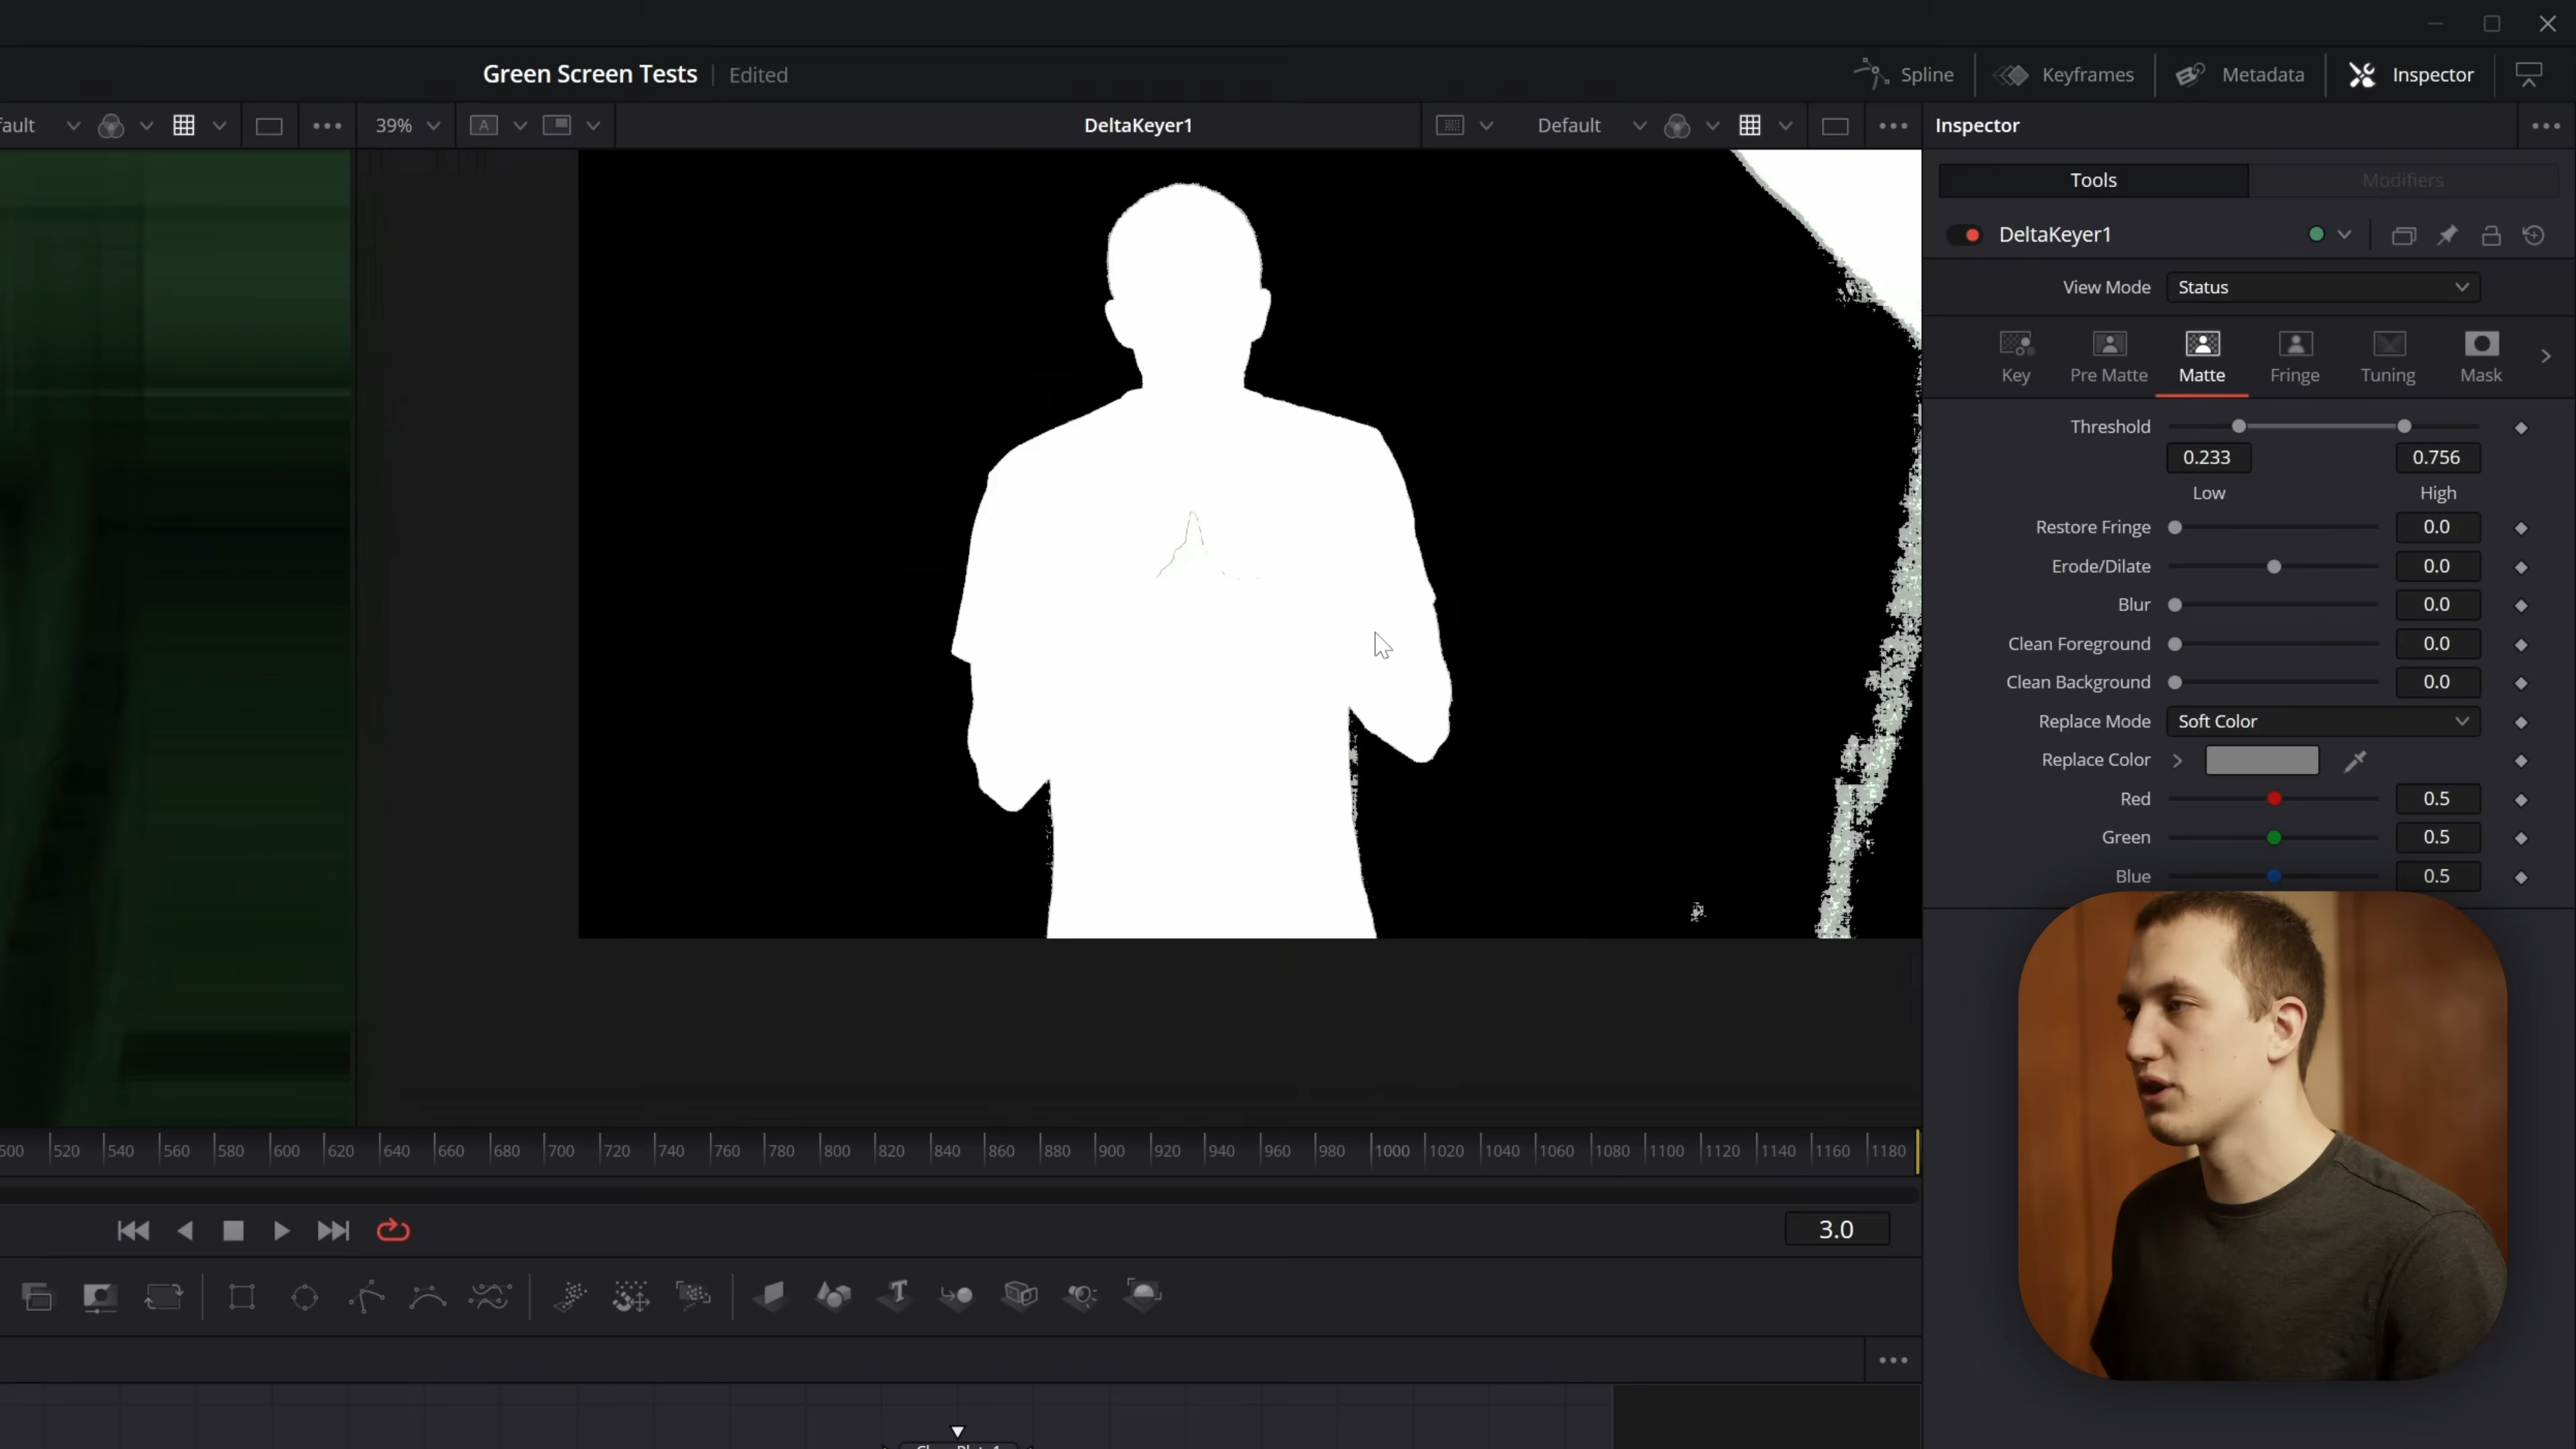 Green Screen Tests
Edited
Spline
Keyframes
Metadata
Inspector
fault
39%
A
DeltaKeyer1
Default
Inspector
Tools
Modifiers
DeltaKeyer1
View Mode
Status
Key
Pre Matte
Matte
Fringe
Tuning
Mask
Threshold
0.233
0.756
Low
High
Restore Fringe
0.0
Erode/Dilate
0.0
Blur
0.0
Clean Foreground
0.0
Clean Background
0.0
Replace Mode
Soft Color
Replace Color
Red
0.5
Green
0.5
Blue
0.5
500 520 540 560 580 600 620 640 660 680 700 720 740 760 780 800 820 840 860 880 900 920 940 960 980 1000 1020 1040 1060 1080 1100 1120 1140 1160 1180
3.0
T